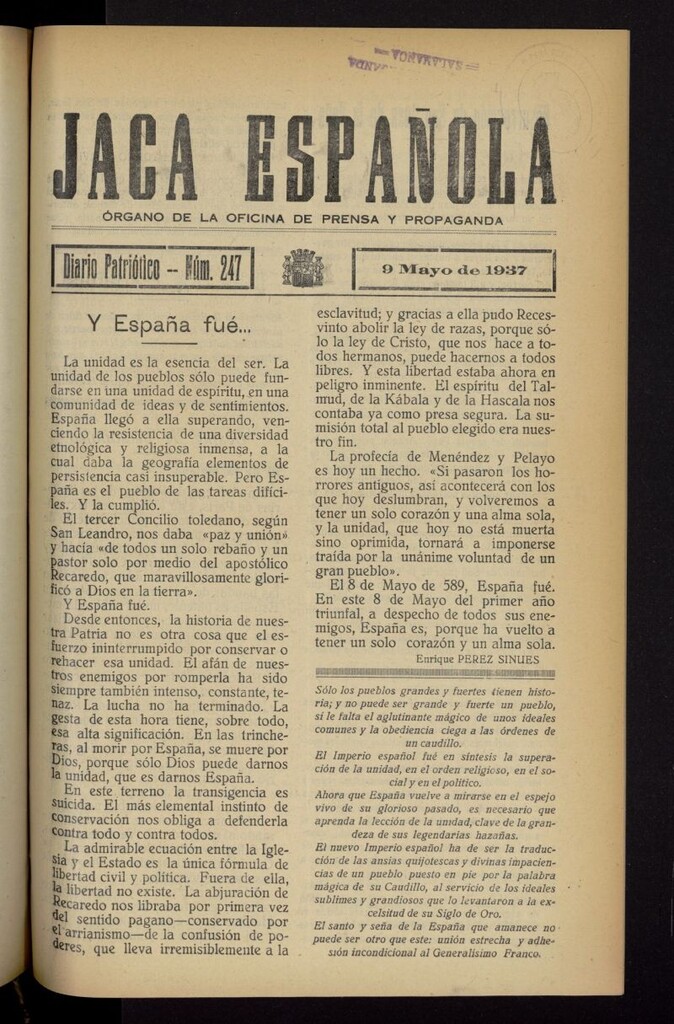 SALAMANCA
JACA ESPAÑOLA
ÓRGANO DE LA OFICINA DE PRENSA Y PROPAGANDA
Diario Patriótico -- Núm. 247
9 Mayo de 1937
Y España fué...
La unidad es la esencia del ser. La
unidad de los pueblos sólo puede fun-
darse en una unidad de espíritu, en una
comunidad de ideas y de sentimientos.
España llegó a ella superando, ven-
ciendo la resistencia de una diversidad
etnológica y religiosa inmensa, a la
cual daba la geografía elementos de
persistencia casi insuperable. Pero Es-
paña es el pueblo de las tareas difíci-
les. Y la cumplió.
El tercer Concilio toledano, según
San Leandro, nos daba «paz y unión»
y hacía «de todos un solo rebaño y un
pastor solo por medio del apostólico
Recaredo, que maravillosamente glori-
ficó a Dios en la tierra».
Y España fué.
Desde entonces, la historia de nues-
tra Patria no es otra cosa que el es-
fuerzo ininterrumpido por conservar o
rehacer esa unidad. El afán de nues-
tros enemigos por romperla ha sido
siempre también intenso, constante, te-
naz. La lucha no ha terminado. La
gesta de esta hora tiene, sobre todo,
esa alta significación. En las trinche-
ras, al morir por España, se muere por
Dios, porque sólo Dios puede darnos
la unidad, que es darnos España.
En este terreno la transigencia es
suicida. El más elemental instinto de
conservación nos obliga a defenderla
contra todo y contra todos.
La admirable ecuación entre la Igle-
sia y el Estado es la única fórmula de
libertad civil y política. Fuera de ella,
la libertad no existe. La abjuración de
Recaredo nos libraba por primera vez
del sentido pagano—conservado por
el arrianismo—de la confusión de po-
deres, que lleva irremisiblemente a la
esclavitud; y gracias a ella pudo Reces-
vinto abolir la ley de razas, porque só-
lo la ley de Cristo, que nos hace a to-
dos hermanos, puede hacernos a todos
libres. Y esta libertad estaba ahora en
peligro inminente. El espíritu del Tal-
mud, de la Kábala y de la Hascala nos
contaba ya como presa segura. La su-
misión total al pueblo elegido era nues-
tro fin.
La profecía de Menéndez y Pelayo
es hoy un hecho. «Si pasaron los ho-
rrores antiguos, así acontecerá con los
que hoy deslumbran, y volveremos a
tener un solo corazón y una alma sola,
y la unidad, que hoy no está muerta
sino oprimida, tornará a imponerse
traída por la unánime voluntad de un
gran pueblo».
El 8 de Mayo de 589, España fué.
En este 8 de Mayo del primer año
triunfal, a despecho de todos sus ene-
migos, España es, porque ha vuelto a
tener un solo corazón y un alma sola.
Enrique PEREZ SINUES
Sólo los pueblos grandes y fuertes tienen histo-
ria; y no puede ser grande y fuerte un pueblo,
si le falta el aglutinante mágico de unos ideales
comunes y la obediencia ciega a las órdenes de
un caudillo.
El Imperio español fué en síntesis la supera-
ción de la unidad, en el orden religioso, en el so-
cial y en el político.
Ahora que España vuelve a mirarse en el espejo
vivo de su glorioso pasado, es necesario que
aprenda la lección de la unidad, clave de la gran-
deza de sus legendarias hazañas.
El nuevo Imperio español ha de ser la traduc-
ción de las ansias quijotescas y divinas impacien-
cias de un pueblo puesto en pie por la palabra
mágica de su Caudillo, al servicio de los ideales
sublimes y grandiosos que lo levantaron a la ex-
celsitud de su Siglo de Oro.
El santo y seña de la España que amanece no
puede ser otro que este: unión estrecha y adhe-
sión incondicional al Generalísimo Franco.